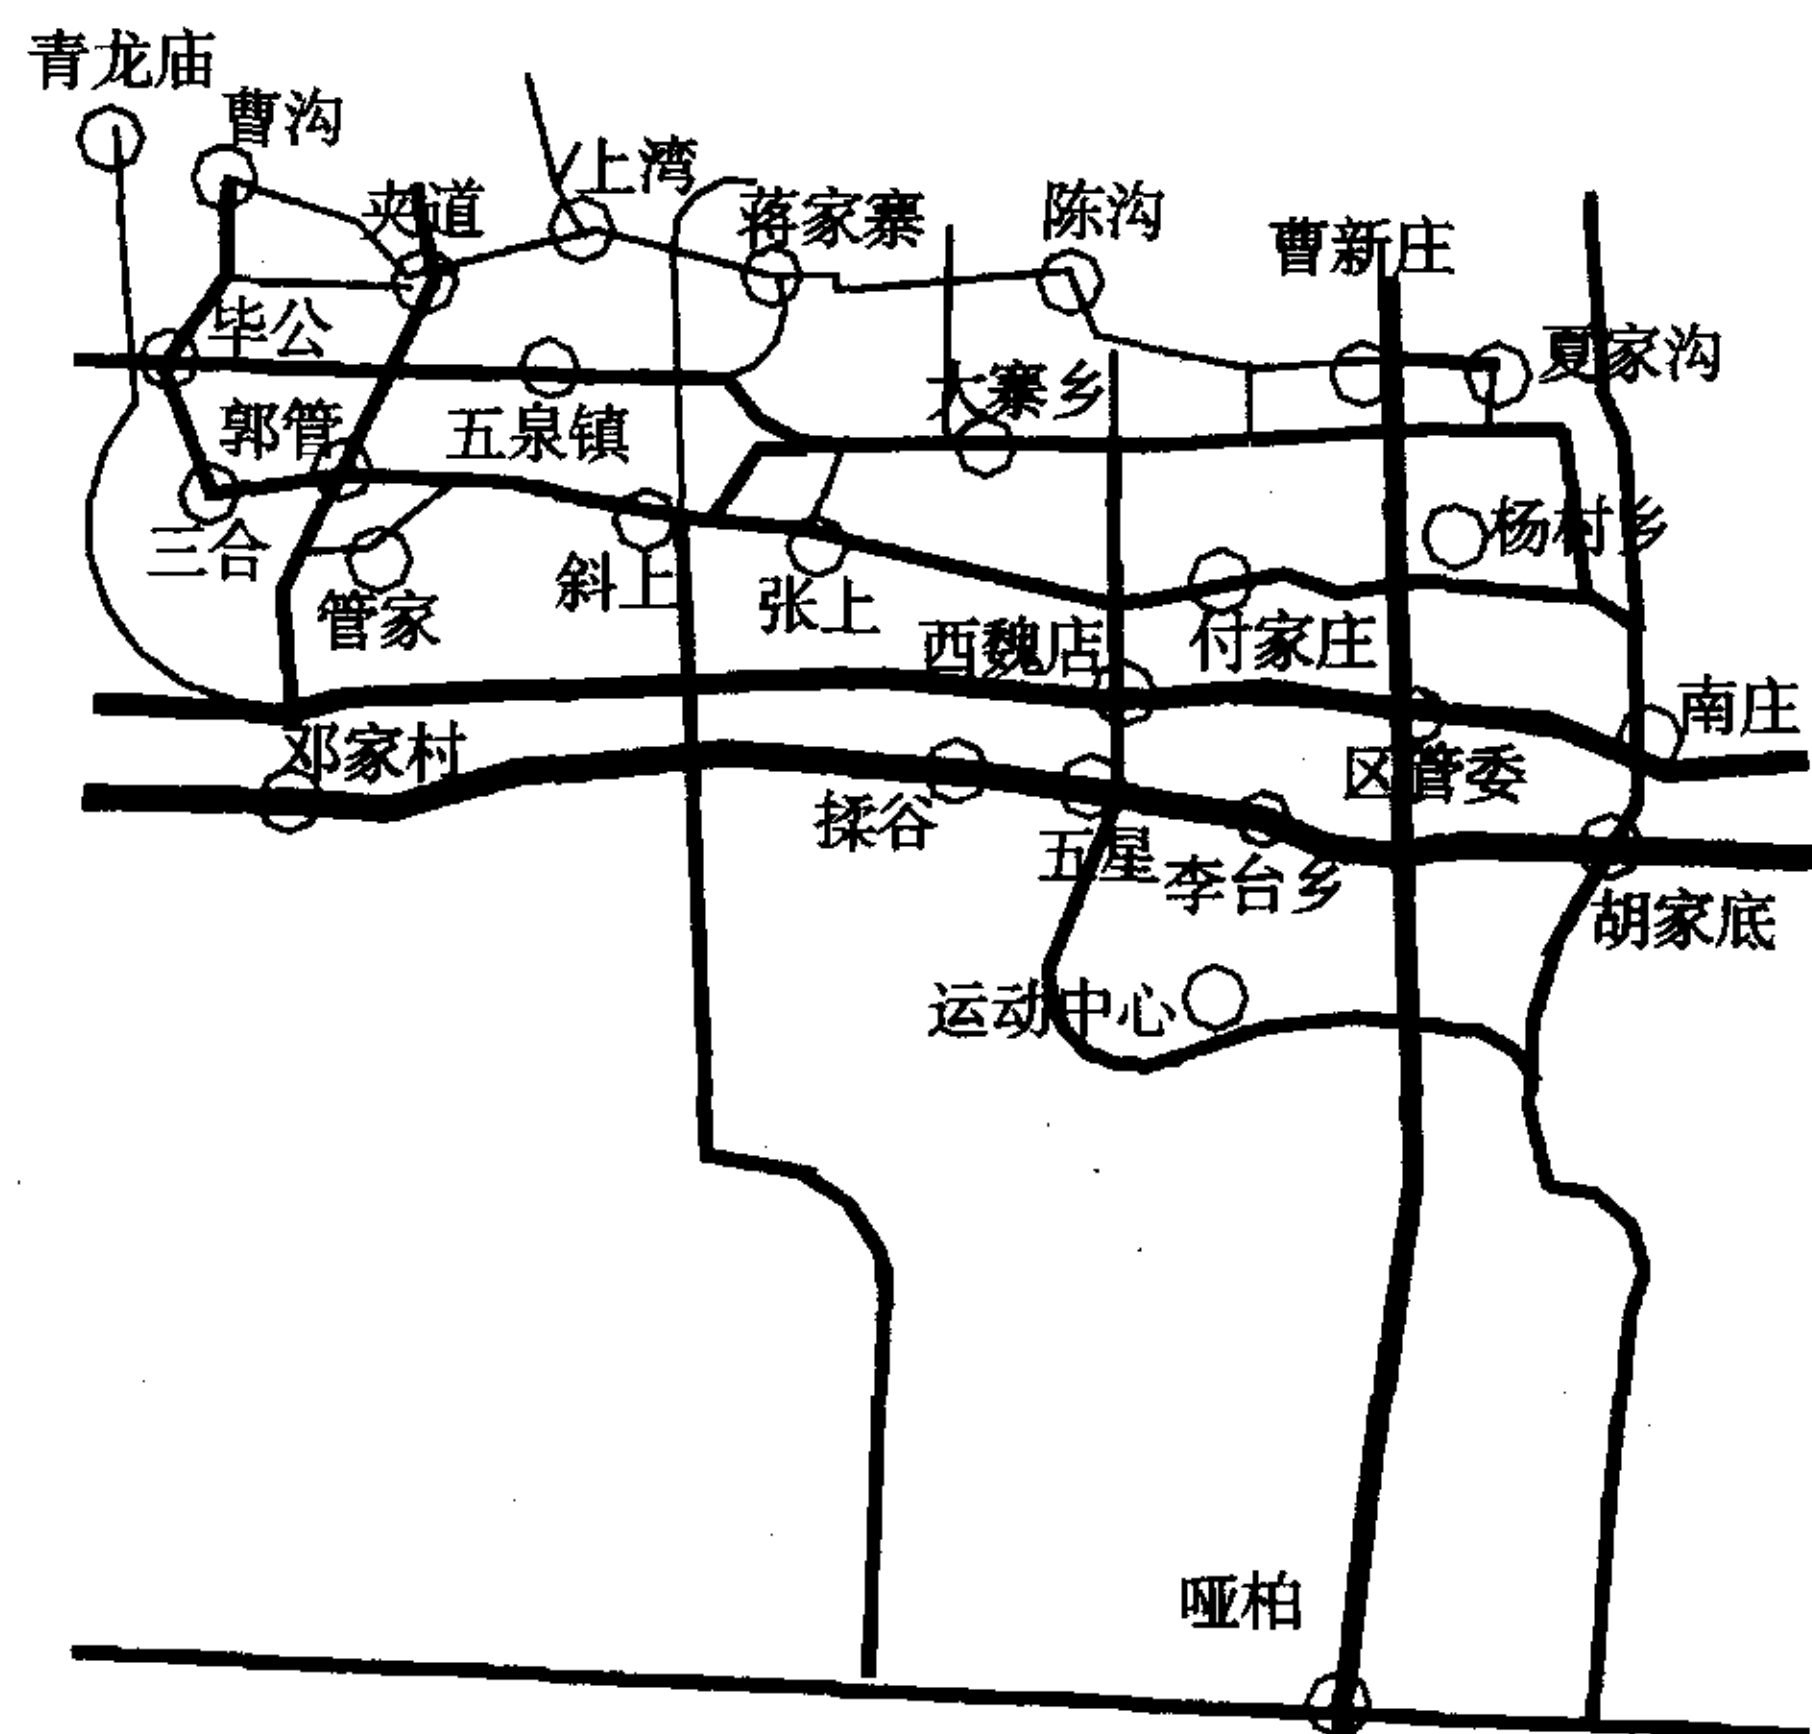 青龙庙
曹沟
上湾
夹道
蒋家寨
陈沟
曹新庄
毕公
夏家沟
大寨乡
郭管
五泉镇
杨村乡
三合
斜上
张上
管家
西魏店
付家庄
南庄
邓家村
区管委
揉谷
五星
李台乡
胡家底
运动中心
哑柏